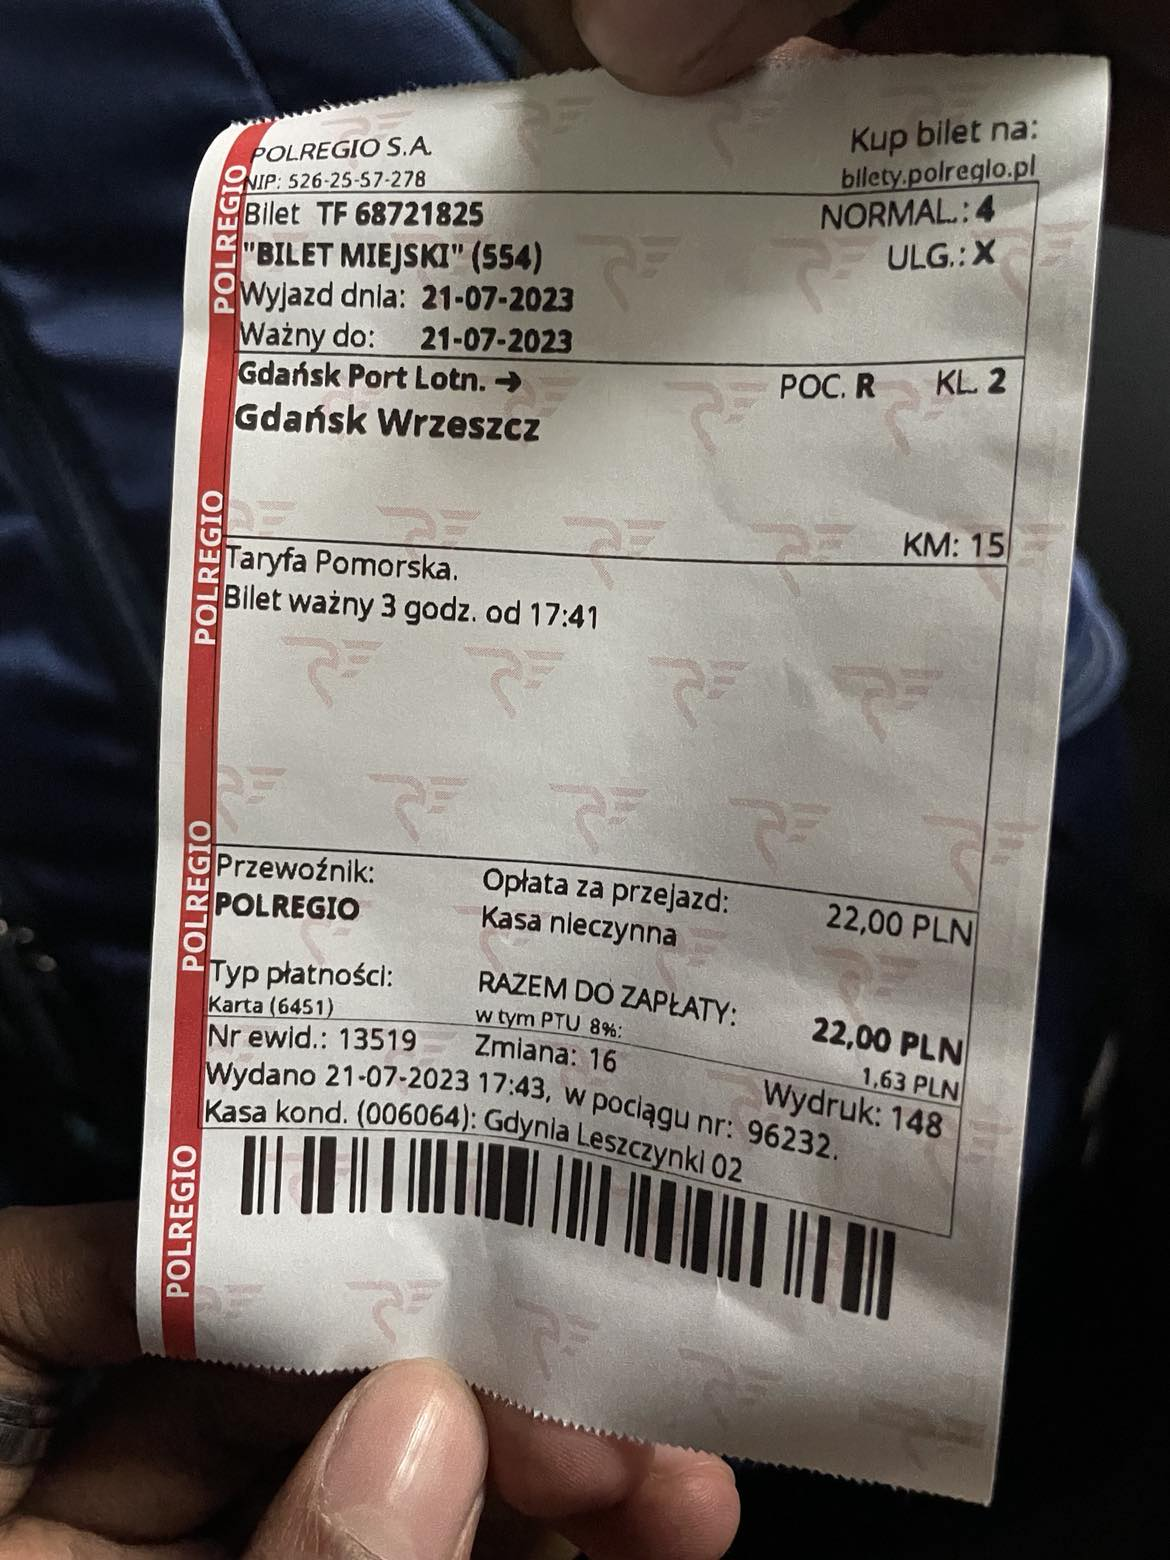 POLREGIO S.A.
NIP: 526-25-57-278
Kup bilet na:
bilety.polregio.pl
Bilet TF 68721825
NORMAL.: 4
"BILET MIEJSKI" (554)
ULG.: X
Wyjazd dnia: 21-07-2023
Ważny do: 21-07-2023
Gdańsk Port Lotn. →
POC. R KL. 2
Gdańsk Wrzeszcz
KM: 15
Taryfa Pomorska.
Bilet ważny 3 godz. od 17:41
Przewoźnik:
POLREGIO
Opłata za przejazd: 22,00 PLN
Kasa nieczynna
Typ płatności:
Karta (6451)
RAZEM DO ZAPŁATY: 22,00 PLN
w tym PTU 8%: 1,63 PLN
Nr ewid.: 13519 Zmiana: 16 Wydruk: 148
Wydano 21-07-2023 17:43, w pociągu nr: 96232.
Kasa kond. (006064): Gdynia Leszczynki 02
POLREGIO
POLREGIO
POLREGIO
POLREGIO